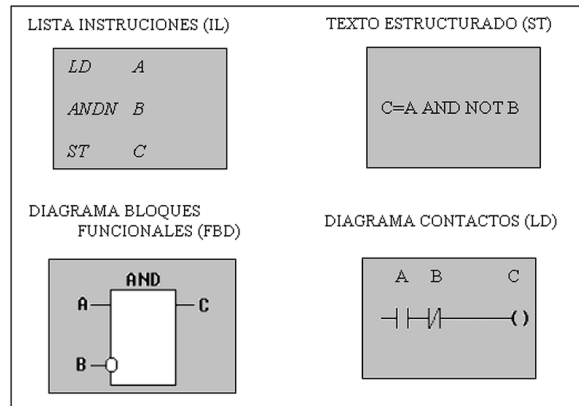 LISTA INSTRUCIONES (IL)
LD A
ANDN B
ST C
TEXTO ESTRUCTURADO (ST)
C=A AND NOT B
DIAGRAMA BLOQUES
FUNCIONALES (FBD)
AND
A
C
B
DIAGRAMA CONTACTOS (LD)
A B C